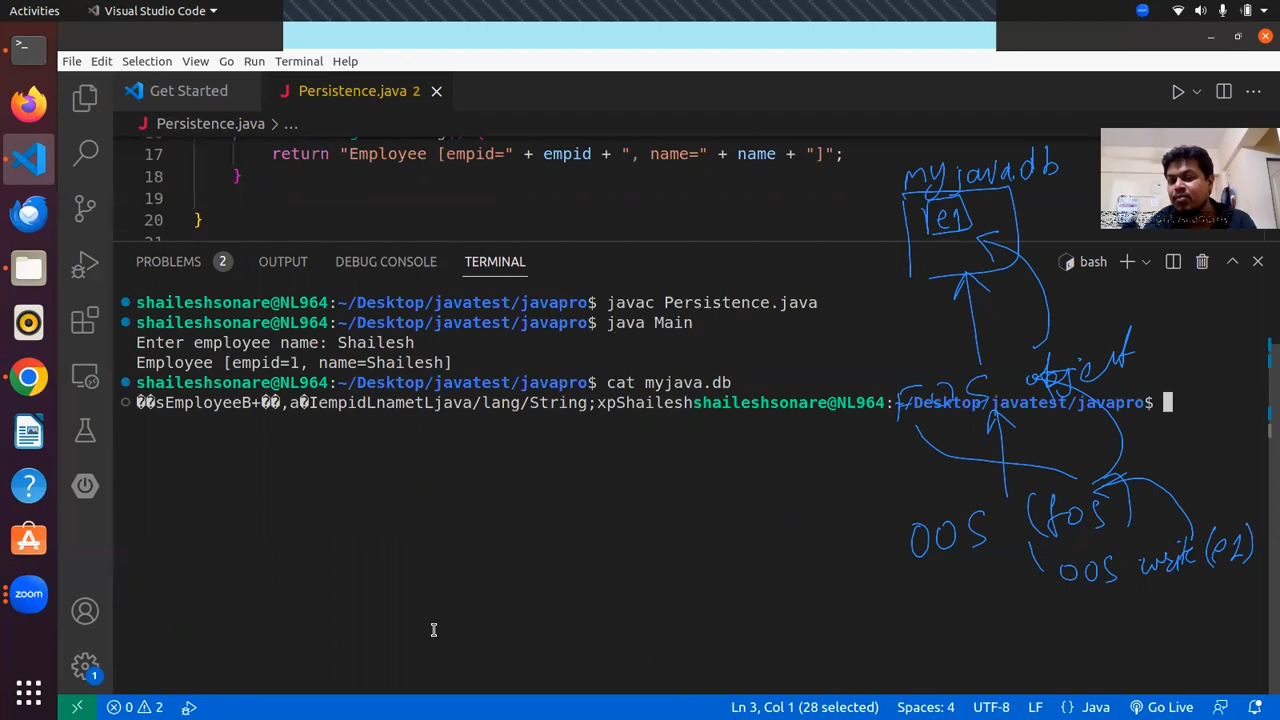 Activities
Visual Studio Code
File Edit Selection View Go Run Terminal Help
Get Started
Persistence.java 2
Persistence.java > ...
17 return "Employee [empid=" + empid + ", name=" + name + "]";
18 }
19
20 }
myjava.db
e1
PROBLEMS 2 OUTPUT DEBUG CONSOLE TERMINAL
bash
shaileshsonare@NL964:~/Desktop/javatest/javapro$ javac Persistence.java
shaileshsonare@NL964:~/Desktop/javatest/javapro$ java Main
Enter employee name: Shailesh
Employee [empid=1, name=Shailesh]
shaileshsonare@NL964:~/Desktop/javatest/javapro$ cat myjava.db
��sEmployeeB+��,a�IempidLnametLjava/lang/String;xpShaileshshaileshsonare@NL964:~/Desktop/javatest/javapro$
FOS object
OOS (fos)
OOS write(e1)
zoom
1
0 2
Ln 3, Col 1 (28 selected) Spaces: 4 UTF-8 LF Java Go Live